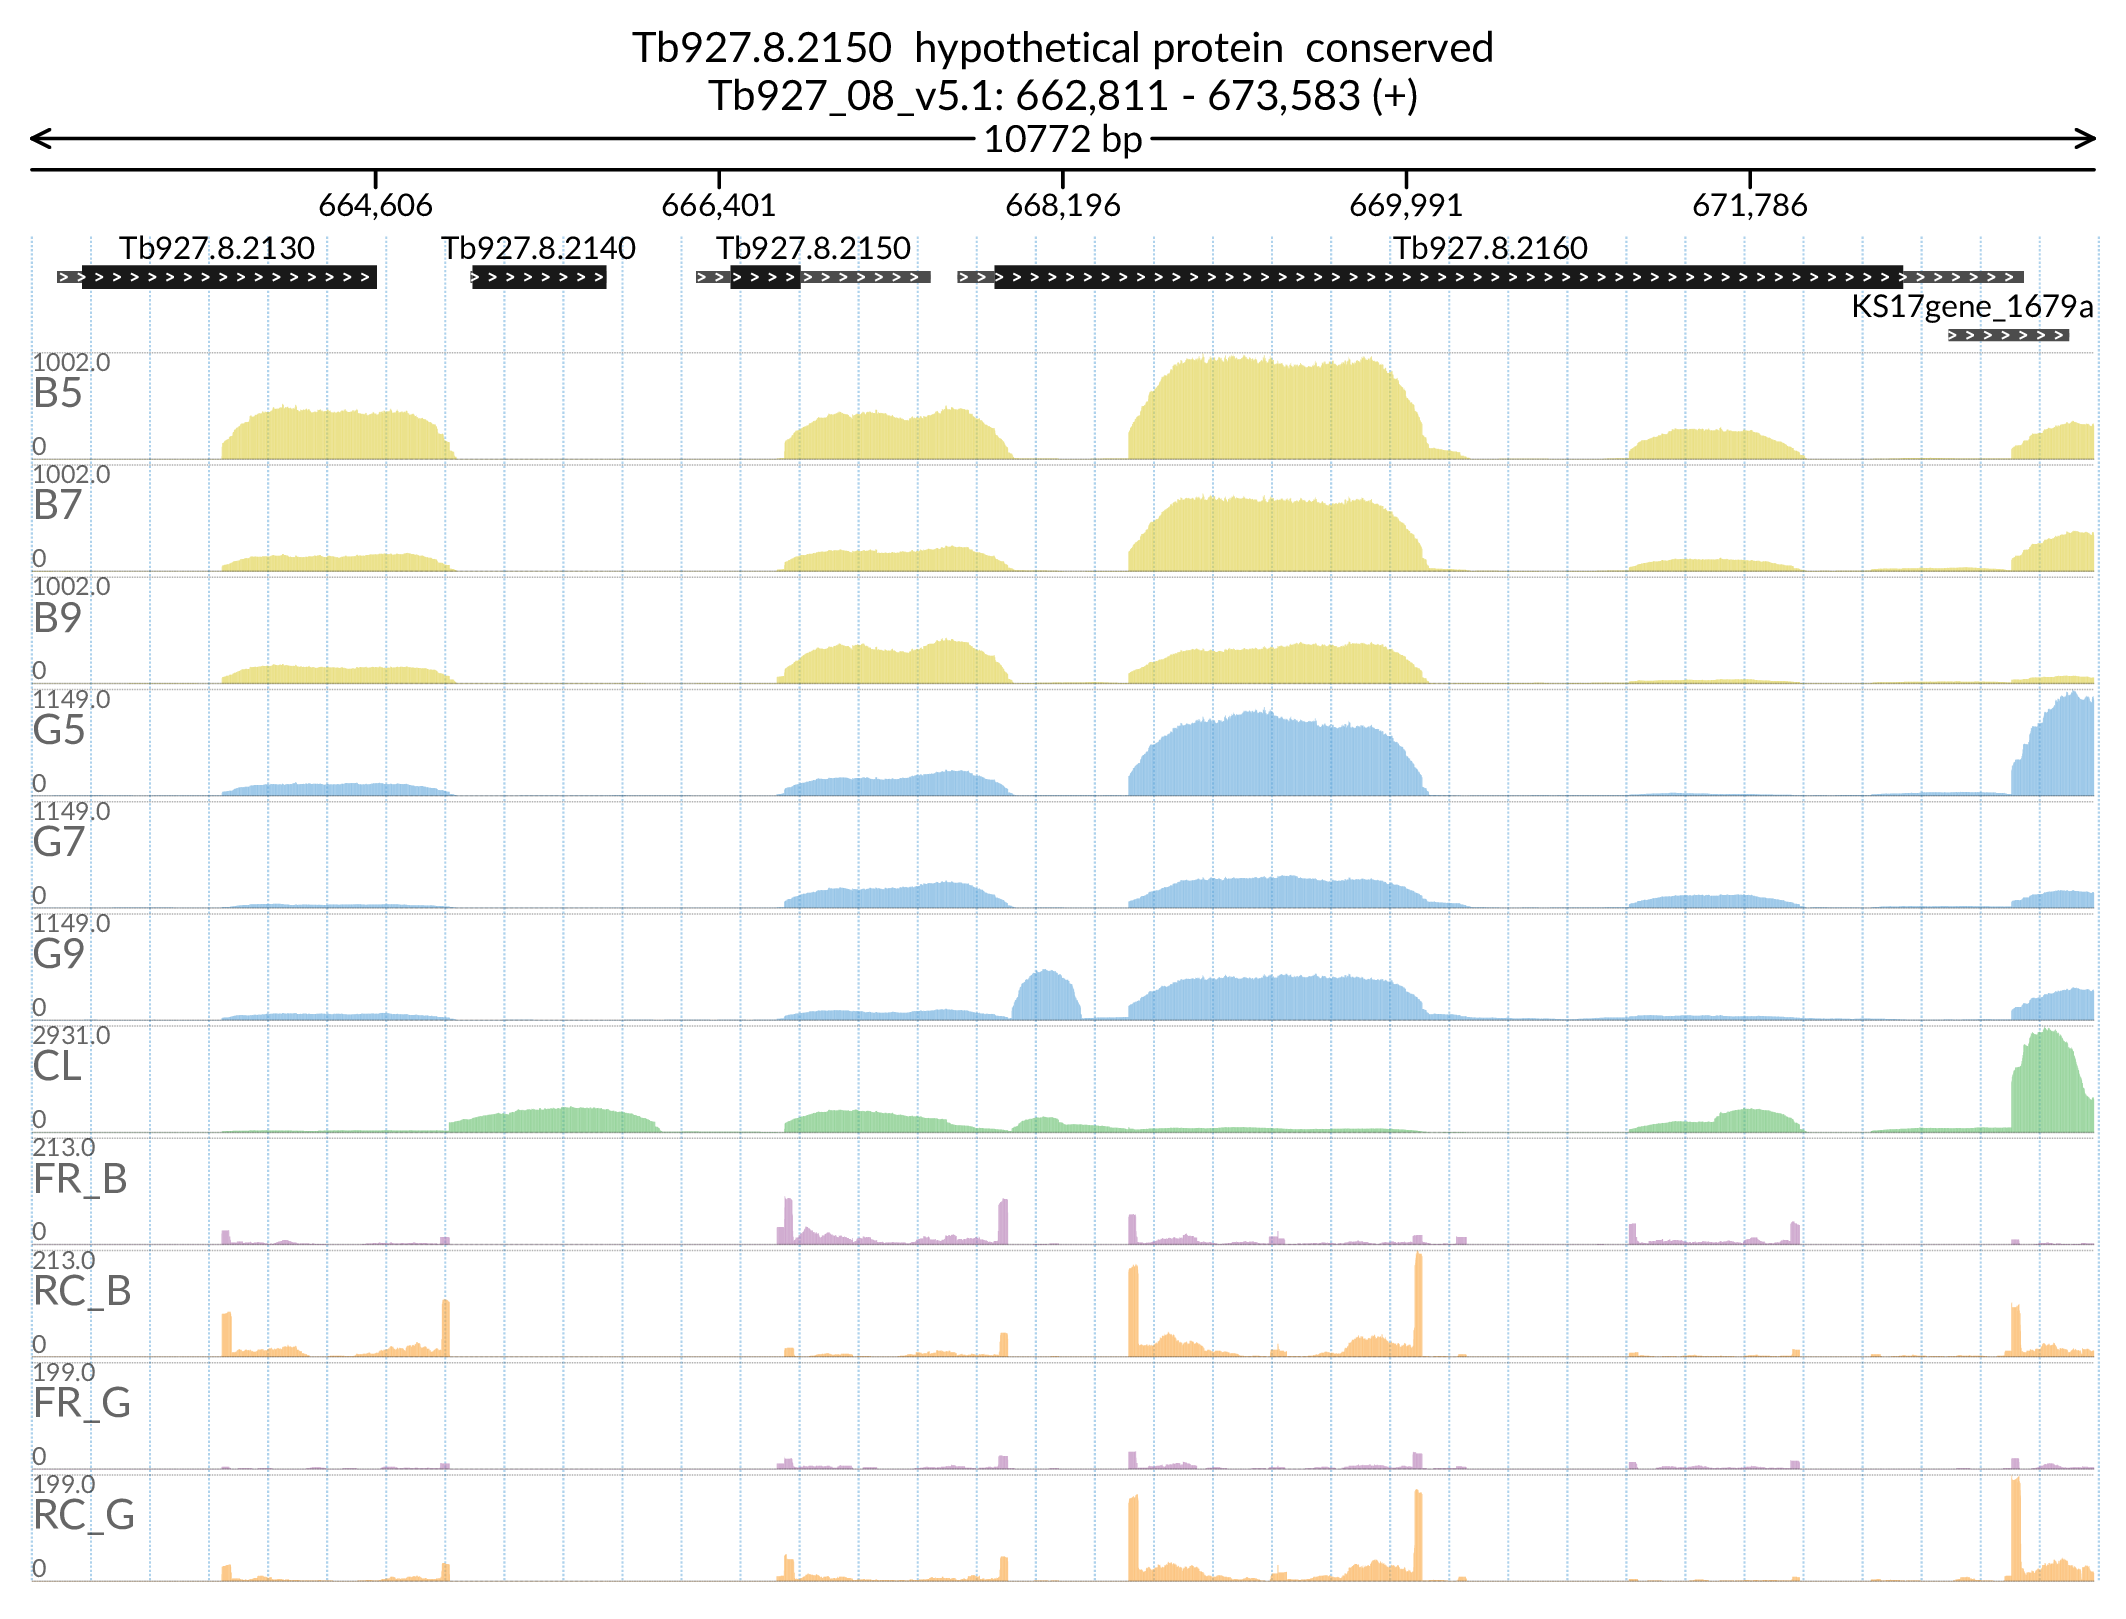 Tb927.8.2150  hypothetical protein  conserved
Tb927_08_v5.1: 662,811 - 673,583 (+)
10772 bp
664,606 666,401 668,196 669,991 671,786
Tb927.8.2130 Tb927.8.2140 Tb927.8.2150 Tb927.8.2160
KS17gene_1679a
1002.0
B5
0
1002.0
B7
0
1002.0
B9
0
1149.0
G5
0
1149.0
G7
0
1149.0
G9
0
2931.0
CL
0
213.0
FR_B
0
213.0
RC_B
0
199.0
FR_G
0
199.0
RC_G
0